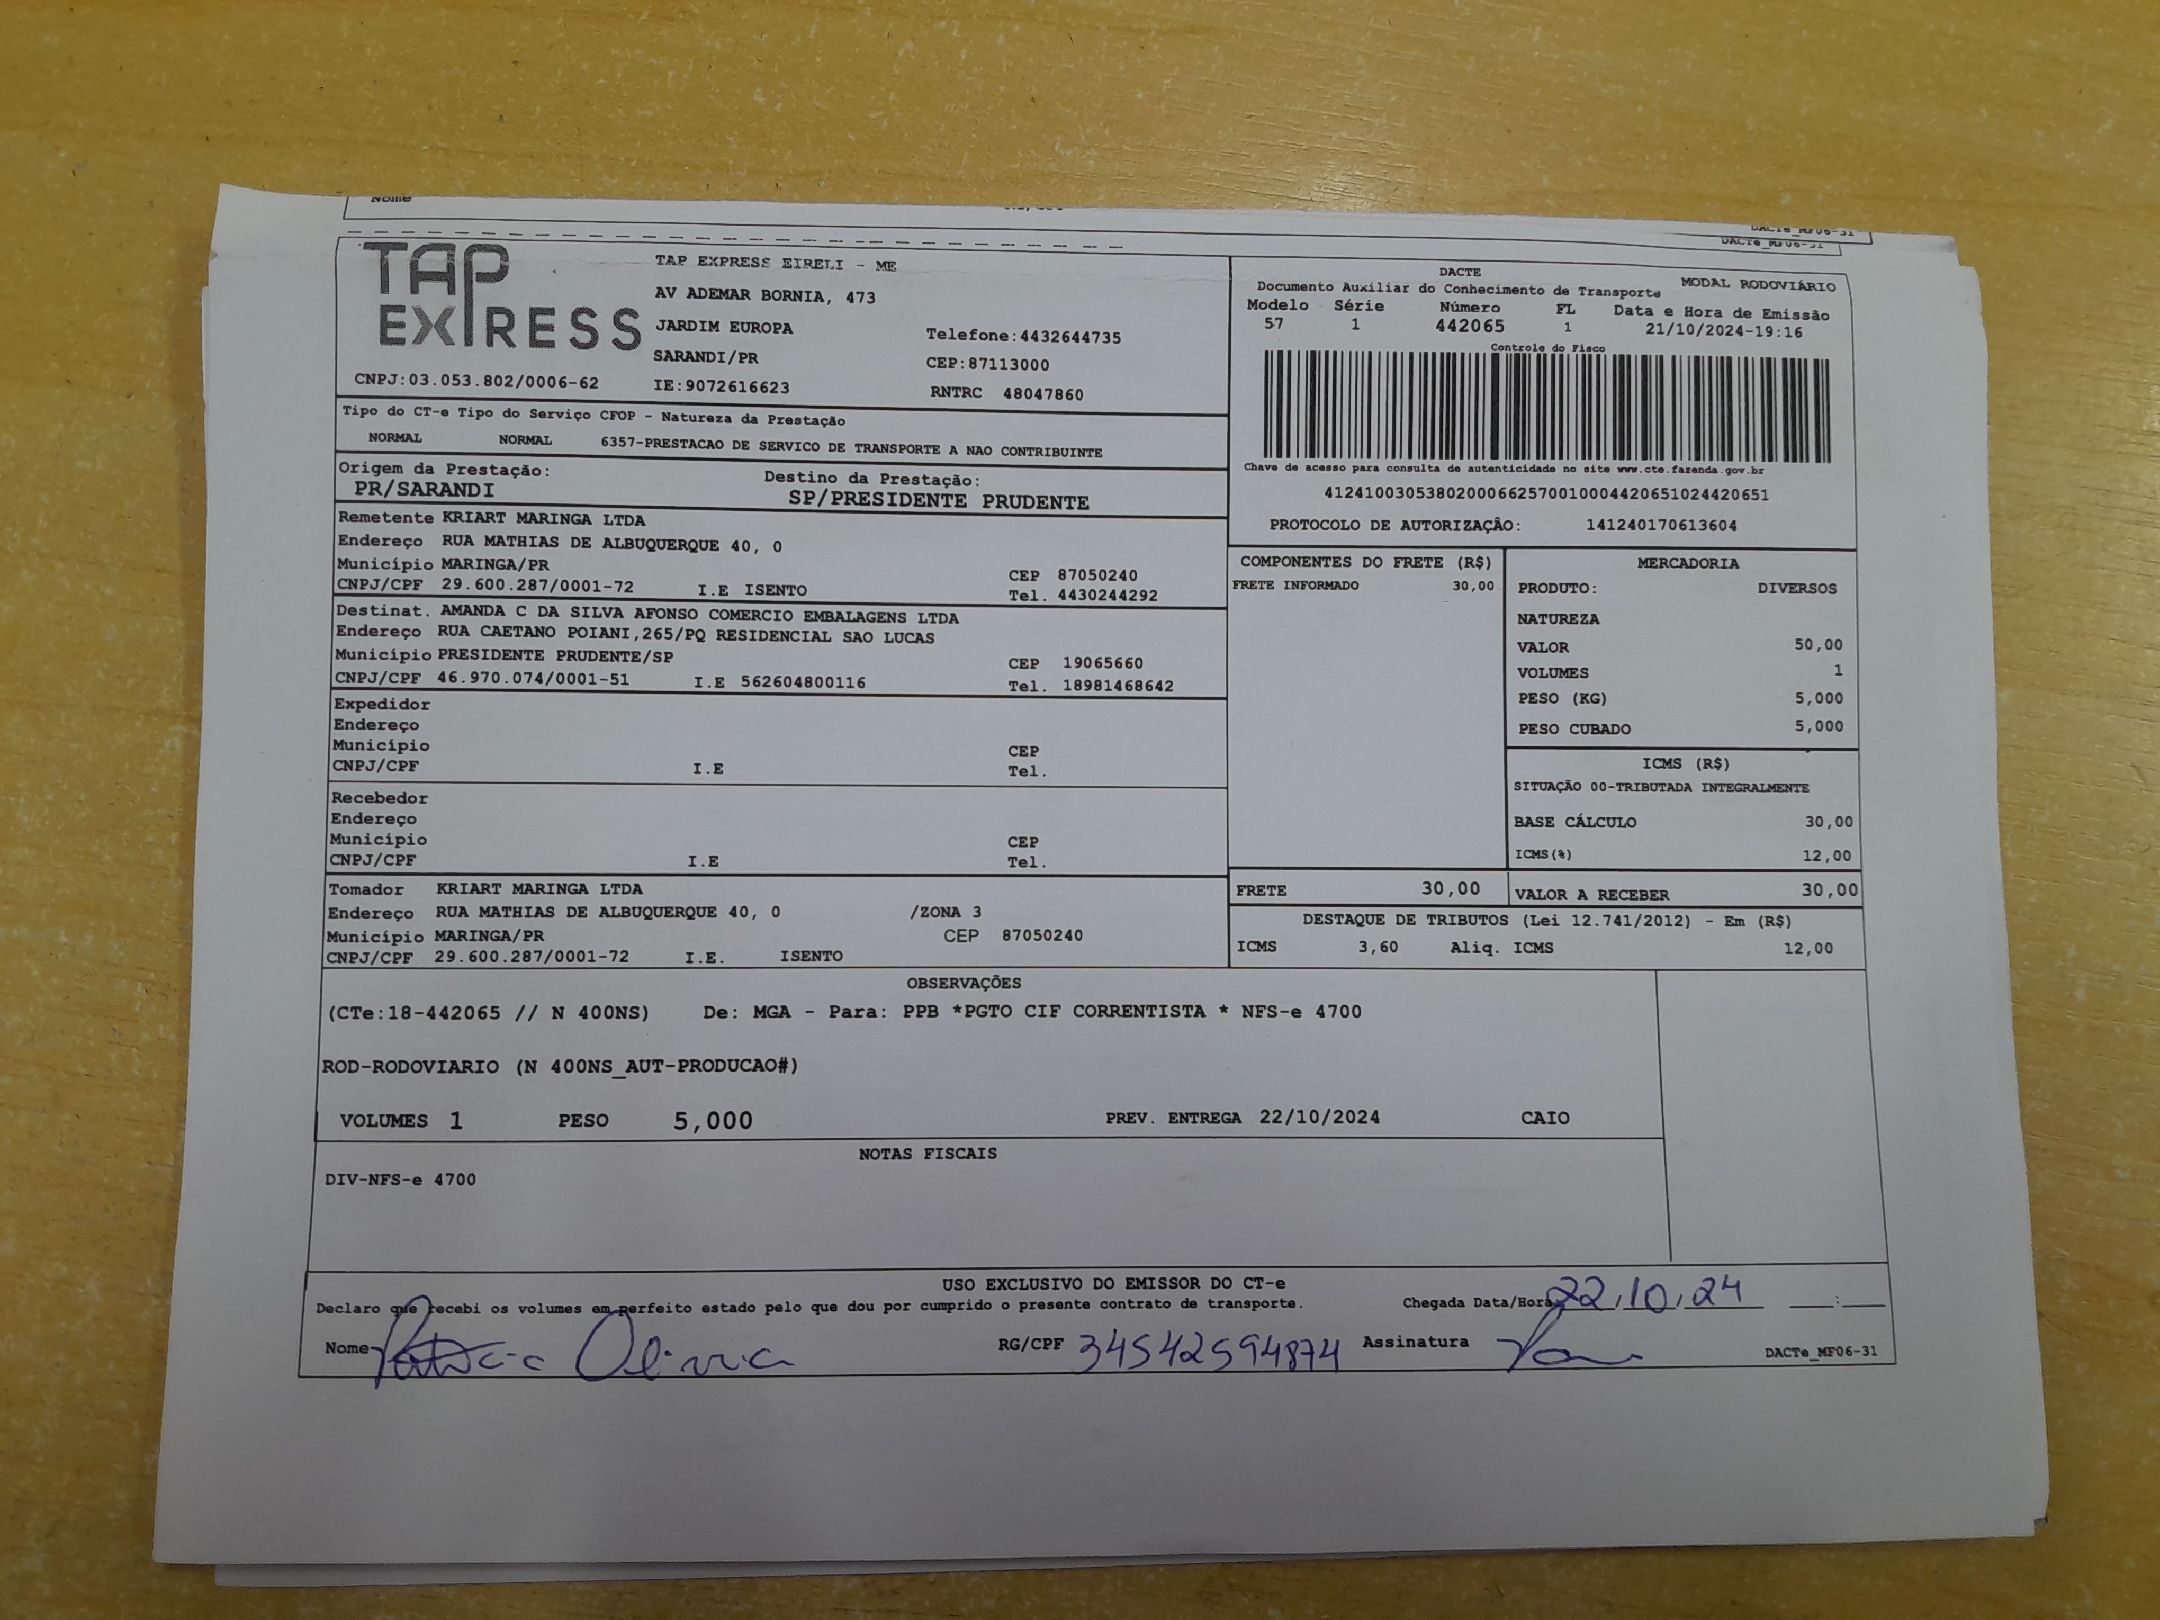 Nome
DACTe_MF06-31
DACTe_MF06-31
TAP EXPRESS
TAP EXPRESS EIRELI - ME
AV ADEMAR BORNIA, 473
JARDIM EUROPA Telefone:4432644735
SARANDI/PR CEP:87113000
CNPJ:03.053.802/0006-62 IE:9072616623 RNTRC 48047860
DACTE MODAL RODOVIÁRIO
Documento Auxiliar do Conhecimento de Transporte
Modelo Série Número FL Data e Hora de Emissão
57 1 442065 1 21/10/2024-19:16
Controle do Fisco
Chave de acesso para consulta de autenticidade no site www.cte.fazenda.gov.br
41241003053802000662570010004420651024420651
PROTOCOLO DE AUTORIZAÇÂO: 141240170613604
Tipo do CT-e Tipo do Serviço CFOP - Natureza da Prestação
NORMAL NORMAL 6357-PRESTACAO DE SERVICO DE TRANSPORTE A NAO CONTRIBUINTE
Origem da Prestação: Destino da Prestação:
PR/SARANDI SP/PRESIDENTE PRUDENTE
Remetente KRIART MARINGA LTDA
Endereço RUA MATHIAS DE ALBUQUERQUE 40, 0
Município MARINGA/PR CEP 87050240
CNPJ/CPF 29.600.287/0001-72 I.E ISENTO Tel. 4430244292
Destinat. AMANDA C DA SILVA AFONSO COMERCIO EMBALAGENS LTDA
Endereço RUA CAETANO POIANI,265/PQ RESIDENCIAL SAO LUCAS
Município PRESIDENTE PRUDENTE/SP CEP 19065660
CNPJ/CPF 46.970.074/0001-51 I.E 562604800116 Tel. 18981468642
Expedidor
Endereço
Município CEP
CNPJ/CPF I.E Tel.
Recebedor
Endereço
Município CEP
CNPJ/CPF I.E Tel.
Tomador KRIART MARINGA LTDA
Endereço RUA MATHIAS DE ALBUQUERQUE 40, 0 /ZONA 3
Município MARINGA/PR CEP 87050240
CNPJ/CPF 29.600.287/0001-72 I.E. ISENTO
COMPONENTES DO FRETE (R$)
FRETE INFORMADO 30,00
MERCADORIA
PRODUTO: DIVERSOS
NATUREZA
VALOR 50,00
VOLUMES 1
PESO (KG) 5,000
PESO CUBADO 5,000
ICMS (R$)
SITUAÇÃO 00-TRIBUTADA INTEGRALMENTE
BASE CÁLCULO 30,00
ICMS(%) 12,00
FRETE 30,00 VALOR A RECEBER 30,00
DESTAQUE DE TRIBUTOS (Lei 12.741/2012) - Em (R$)
ICMS 3,60 Aliq. ICMS 12,00
OBSERVAÇÕES
(CTe:18-442065 // N 400NS) De: MGA - Para: PPB *PGTO CIF CORRENTISTA * NFS-e 4700
ROD-RODOVIARIO (N 400NS_AUT-PRODUCAO#)
VOLUMES 1 PESO 5,000 PREV. ENTREGA 22/10/2024 CAIO
NOTAS FISCAIS
DIV-NFS-e 4700
USO EXCLUSIVO DO EMISSOR DO CT-e
Declaro que recebi os volumes em perfeito estado pelo que dou por cumprido o presente contrato de transporte. Chegada Data/Hora 22/10/24
Nome Patricia Oliveira RG/CPF 34542594874 Assinatura
DACTe_MF06-31